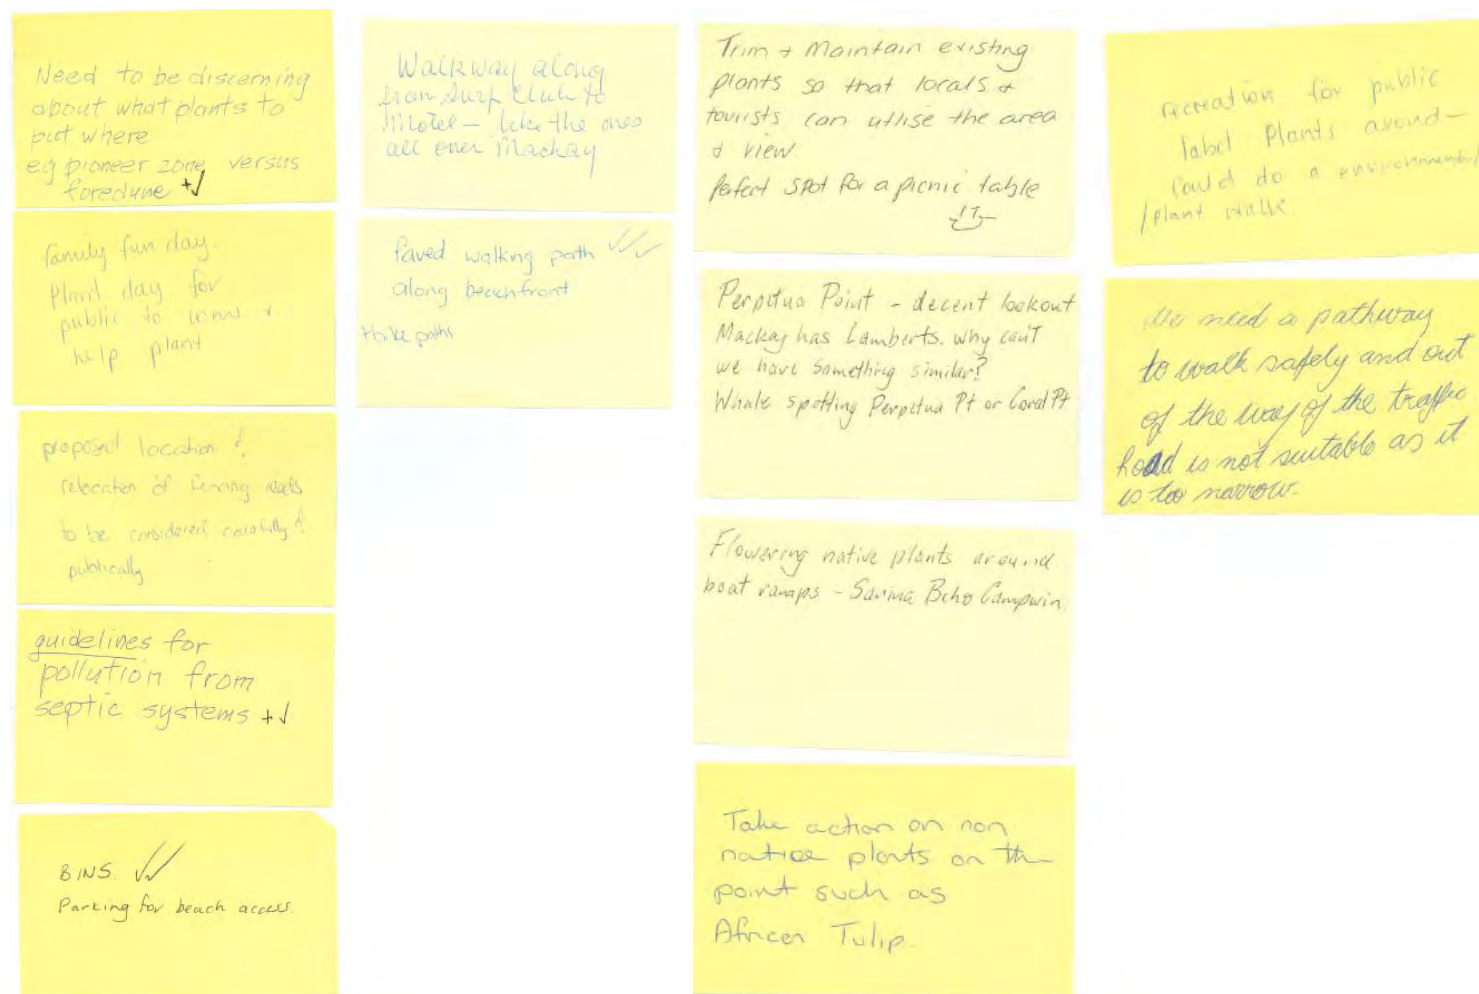 Need to be discerning
about what plants to
put where
eg pioneer zone versus
foredune +✓
family fun day.
Plant day for
public to come &
help plant
proposed location &
relocation of fencing needs
to be considered carefully &
publically
guidelines for
pollution from
septic systems +✓
BINS. ✓✓
Parking for beach access.
Walkway along
from Surf Club to
Motel – like the ones
all over Mackay
Paved walking path ✓✓✓
along beachfront
+ bike paths
Trim & Maintain existing
plants so that locals &
tourists can utlise the area
& view
Perfect spot for a picnic table
Perpetua Point - decent lookout
Mackay has Lamberts. why can't
we have something similar?
Whale spotting Perpetua Pt or Coral Pt
Flowering native plants around
boat ramps - Sarina Bch & Campwin.
Take action on non
native plants on the
point such as
African Tulip.
recreation for public
label Plants around –
Could do a environmental
/plant walk.
We need a pathway
to walk safely and out
of the way of the traffic.
Road is not suitable as it
is too narrow.